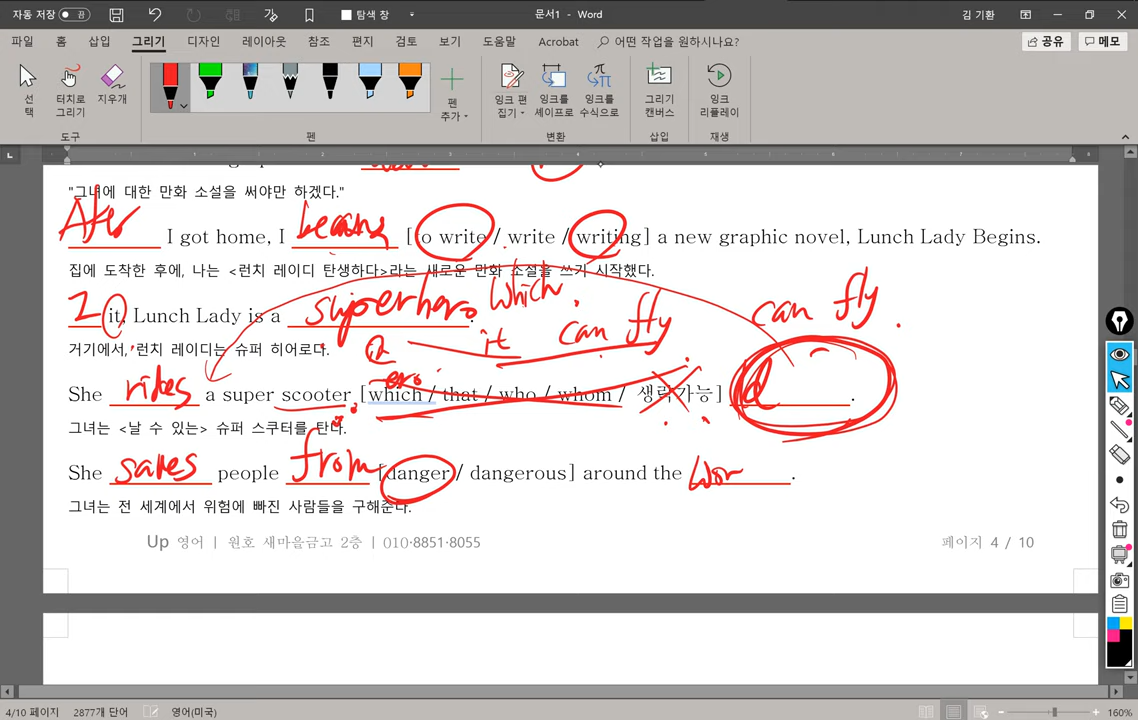 자동 저장 끔 탐색 창 문서1 - Word 김 기환
파일 홈 삽입 그리기 디자인 레이아웃 참조 편지 검토 보기 도움말 Acrobat 어떤 작업을 원하시나요? 공유 메모
선택 터치로 그리기 지우개 펜 추가 잉크 편집기 잉크를 셰이프로 잉크를 수식으로 그리기 캔버스 잉크 리플레이
도구 펜 변환 삽입 재생
"그녀에 대한 만화 소설을 써야만 하겠다."
After I got home, I began [o write / write / writing] a new graphic novel, Lunch Lady Begins.
집에 도착한 후에, 나는 <런치 레이디 탄생하다>라는 새로운 만화 소설을 쓰기 시작했다.
which can fly.
it can fly
it, Lunch Lady is a superhero.
거기에서, 런치 레이디는 슈퍼 히어로다.
She rides a super scooter [which / that / who / whom / 생략가능] .
그녀는 <날 수 있는> 슈퍼 스쿠터를 탄다.
She saves people from [danger / dangerous] around the wor .
그녀는 전 세계에서 위험에 빠진 사람들을 구해준다.
Up 영어 | 원호 새마을금고 2층 | 010·8851·8055 페이지 4 / 10
4/10 페이지 2877개 단어 영어(미국) 160%